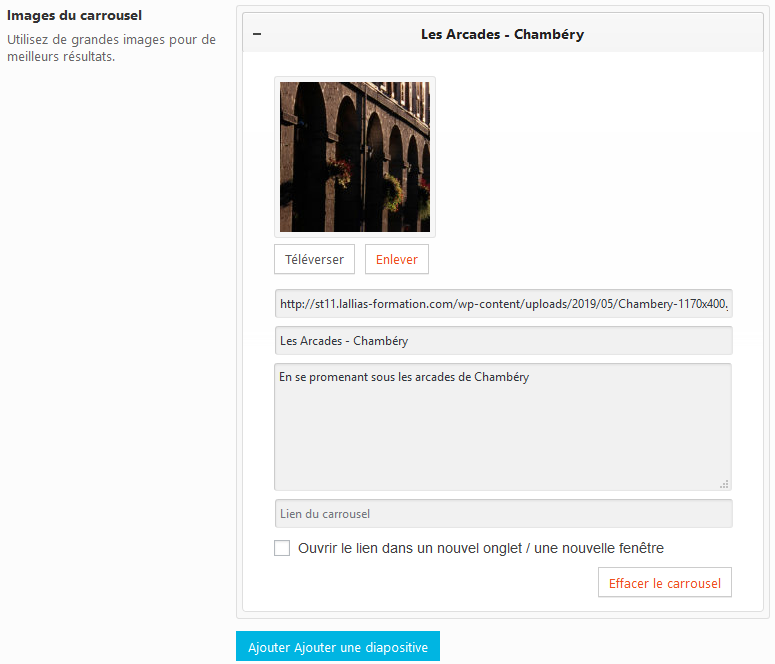 Images du carrousel
Utilisez de grandes images pour de
meilleurs résultats.
− Les Arcades - Chambéry
Téléverser Enlever
http://st11.lallias-formation.com/wp-content/uploads/2019/05/Chambery-1170x400.
Les Arcades - Chambéry
En se promenant sous les arcades de Chambéry
Lien du carrousel
Ouvrir le lien dans un nouvel onglet / une nouvelle fenêtre
Effacer le carrousel
Ajouter Ajouter une diapositive